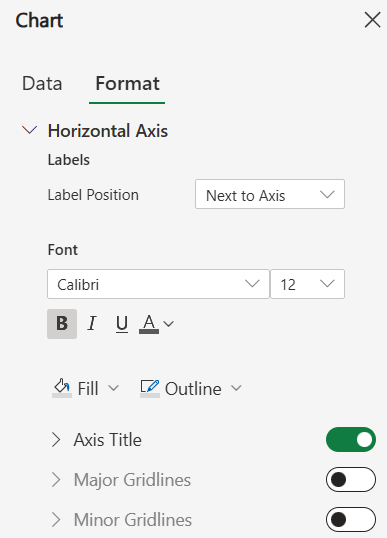 Chart
Data Format
Horizontal Axis
Labels
Label Position Next to Axis
Font
Calibri 12
B I U A
Fill Outline
Axis Title
Major Gridlines
Minor Gridlines